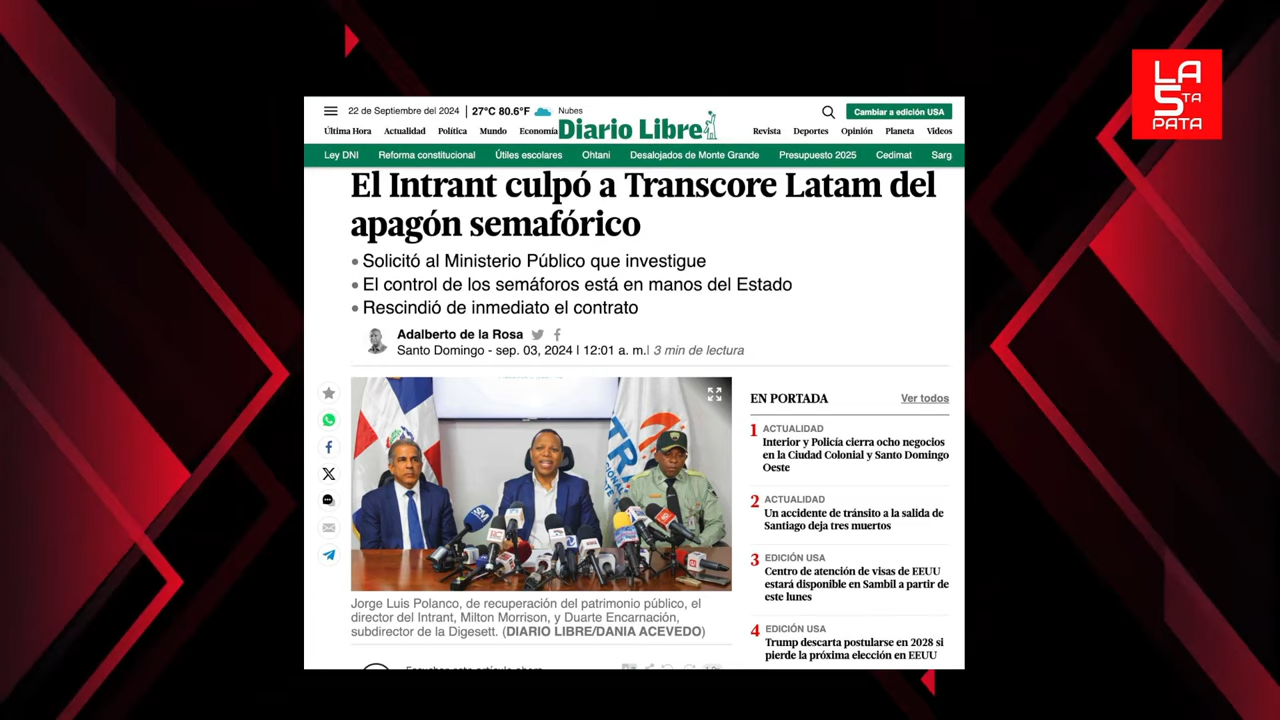 LA
5TA
PATA
22 de Septiembre del 2024 | 27°C 80.6°F Nubes
Cambiar a edición USA
Última Hora Actualidad Política Mundo Economía Diario Libre Revista Deportes Opinión Planeta Videos
Ley DNI Reforma constitucional Útiles escolares Ohtani Desalojados de Monte Grande Presupuesto 2025 Cedimat Sarg
El Intrant culpó a Transcore Latam del
apagón semafórico
• Solicitó al Ministerio Público que investigue
• El control de los semáforos está en manos del Estado
• Rescindió de inmediato el contrato
Adalberto de la Rosa
Santo Domingo - sep. 03, 2024 | 12:01 a. m.| 3 min de lectura
Jorge Luis Polanco, de recuperación del patrimonio público, el
director del Intrant, Milton Morrison, y Duarte Encarnación,
subdirector de la Digesett. (DIARIO LIBRE/DANIA ACEVEDO)
EN PORTADA Ver todos
1 ACTUALIDAD
Interior y Policía cierra ocho negocios
en la Ciudad Colonial y Santo Domingo
Oeste
2 ACTUALIDAD
Un accidente de tránsito a la salida de
Santiago deja tres muertos
3 EDICIÓN USA
Centro de atención de visas de EEUU
estará disponible en Sambil a partir de
este lunes
4 EDICIÓN USA
Trump descarta postularse en 2028 si
pierde la próxima elección en EEUU